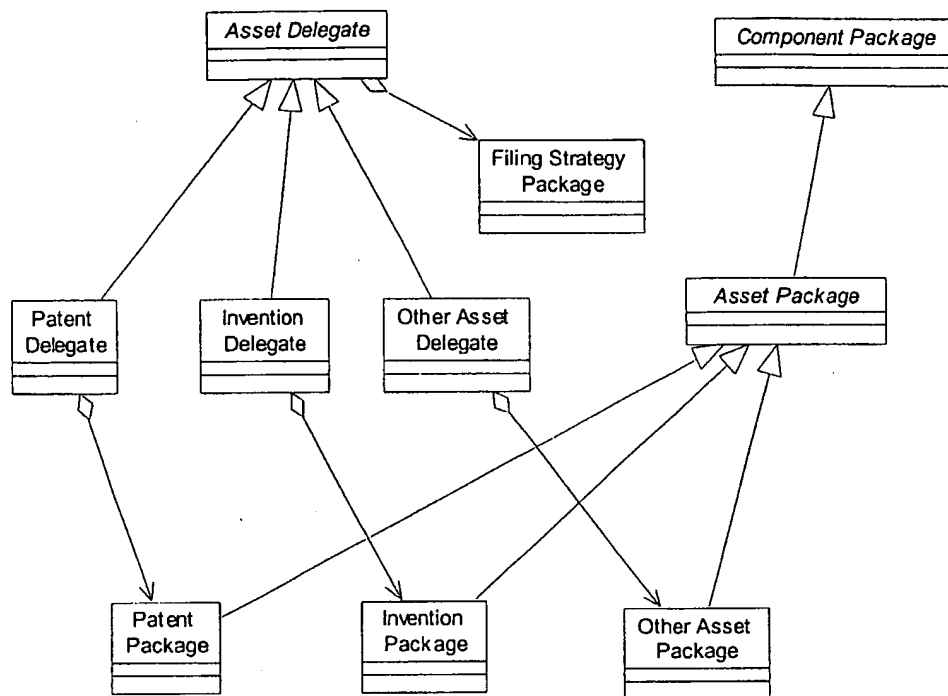 Asset Delegate
Component Package
Filing Strategy
Package
Asset Package
Patent
Delegate
Invention
Delegate
Other Asset
Delegate
Patent
Package
Invention
Package
Other Asset
Package